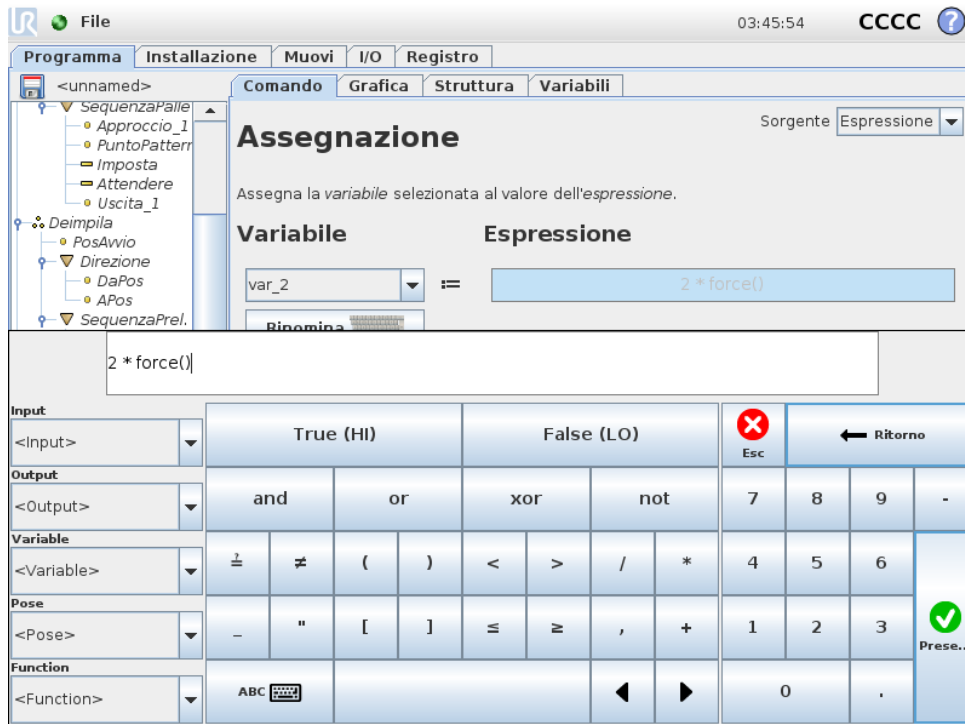 UR File 03:45:54 CCCC ?
Programma Installazione Muovi I/O Registro
<unnamed> Comando Grafica Struttura Variabili
SequenzaPalle
Approccio_1
PuntoPatterr
Imposta
Attendere
Uscita_1
Deimpila
PosAvvio
Direzione
DaPos
APos
SequenzaPrel.
Assegnazione
Sorgente Espressione
Assegna la variabile selezionata al valore dell'espressione.
Variabile Espressione
var_2 := 2 * force()
Rinomina
2 * force()
Input
<Input>
Output
<Output>
Variable
<Variable>
Pose
<Pose>
Function
<Function>
True (HI) False (LO) Esc Ritorno
and or xor not 7 8 9 -
≟ ≠ ( ) < > / * 4 5 6
_ " [ ] ≤ ≥ , + 1 2 3 Prese..
ABC 0 .